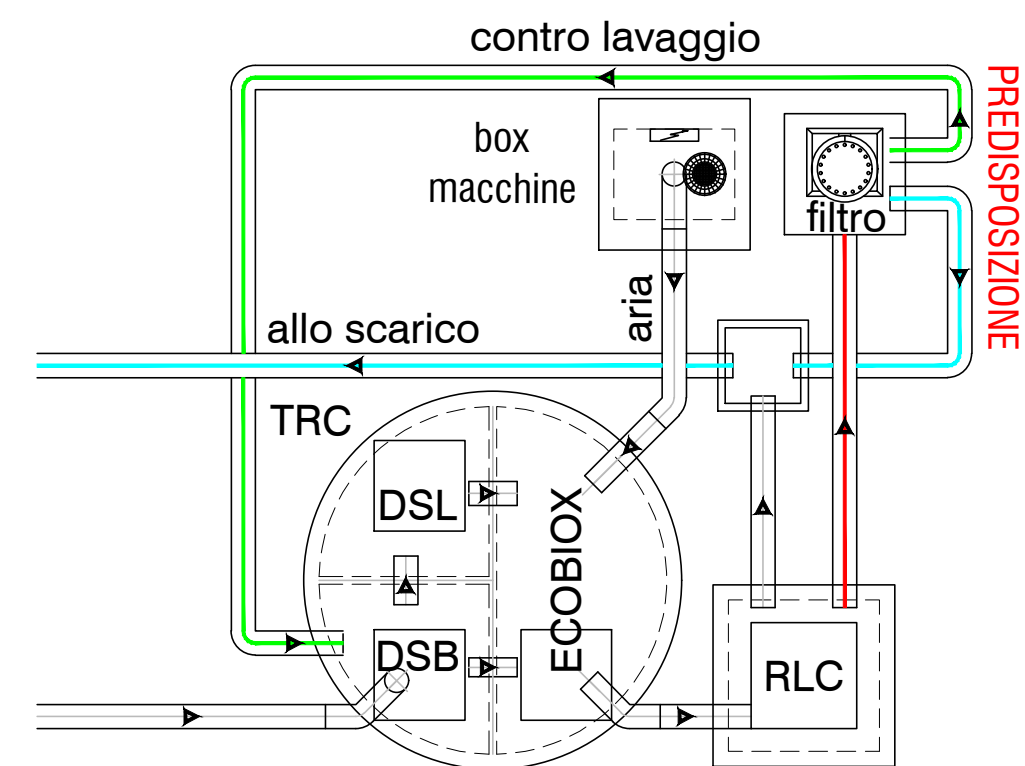 contro lavaggio
PREDISPOSIZIONE
box
macchine
filtro
aria
allo scarico
TRC
DSL
ECOBIOX
DSB
RLC